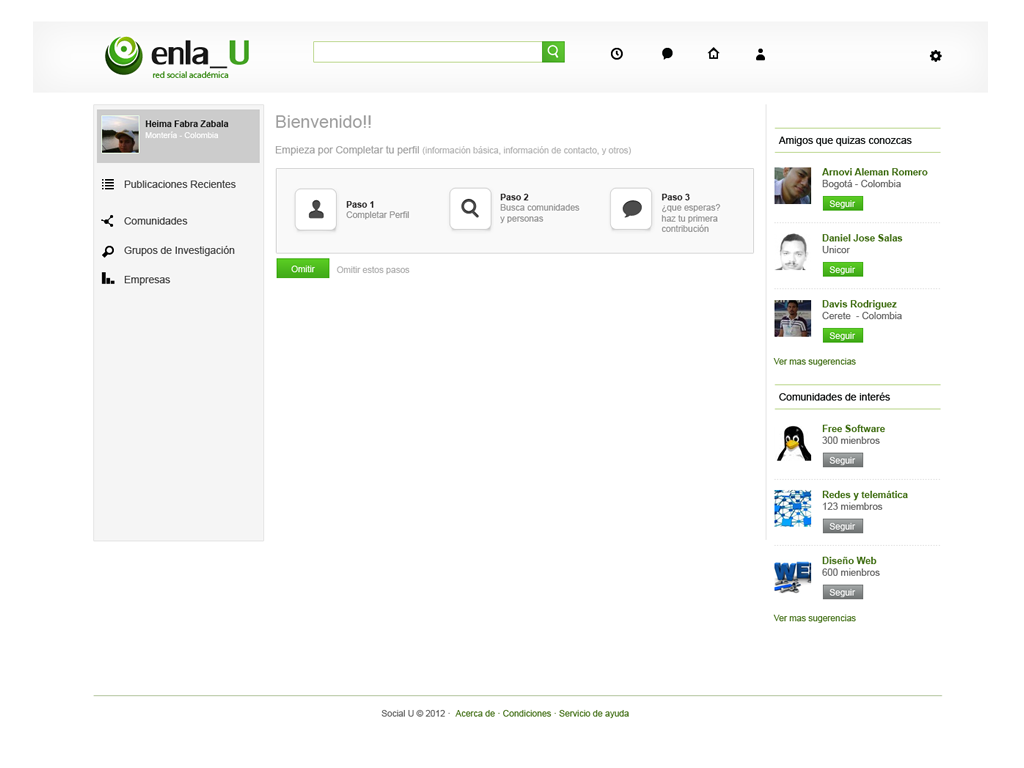 enla_U
red social académica
Heima Fabra Zabala
Montería - Colombia
Publicaciones Recientes
Comunidades
Grupos de Investigación
Empresas
Bienvenido!!
Empieza por Completar tu perfil (información básica, información de contacto, y otros)
Paso 1
Completar Perfil
Paso 2
Busca comunidades
y personas
Paso 3
¿que esperas?
haz tu primera
contribución
Omitir
Omitir estos pasos
Amigos que quizas conozcas
Arnovi Aleman Romero
Bogotá - Colombia
Seguir
Daniel Jose Salas
Unicor
Seguir
Davis Rodriguez
Cerete - Colombia
Seguir
Ver mas sugerencias
Comunidades de interés
Free Software
300 mienbros
Seguir
Redes y telemática
123 miembros
Seguir
WE
Diseño Web
600 mienbros
Seguir
Ver mas sugerencias
Social U © 2012 · Acerca de · Condiciones · Servicio de ayuda